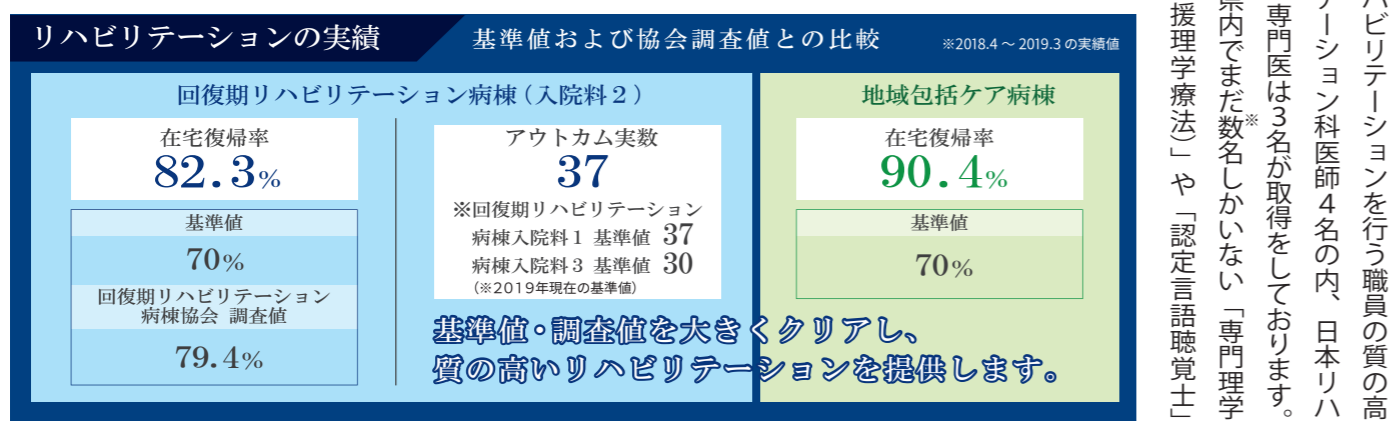 リハビリテーションの実績
基準値および協会調査値との比較
※2018.4 ～ 2019.3 の実績値
回復期リハビリテーション病棟（入院料２）
在宅復帰率
82.3%
基準値
70%
回復期リハビリテーション
病棟協会 調査値
79.4%
アウトカム実数
37
※回復期リハビリテーション
病棟入院料１ 基準値 37
病棟入院料３ 基準値 30
（※2019年現在の基準値）
地域包括ケア病棟
在宅復帰率
90.4%
基準値
70%
基準値・調査値を大きくクリアし、
質の高いリハビリテーションを提供します。
ハビリテーションを行う職員の質の高
テーション科医師４名の内、日本リハ
専門医は３名が取得をしております。
県内でまだ数※名しかいない「専門理学
援理学療法）」や「認定言語聴覚士」